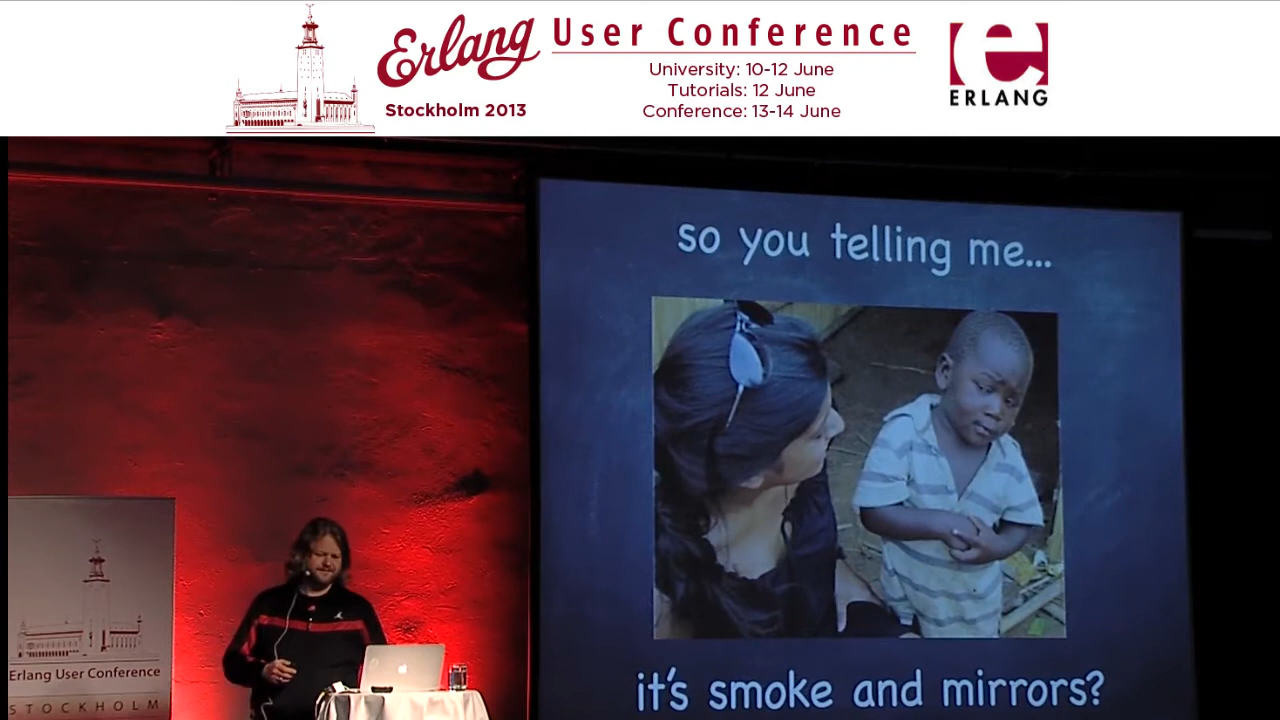 Erlang User Conference
Stockholm 2013
University: 10-12 June
Tutorials: 12 June
Conference: 13-14 June
ERLANG
so you telling me...
it's smoke and mirrors?
Erlang User Conference
STOCKHOLM